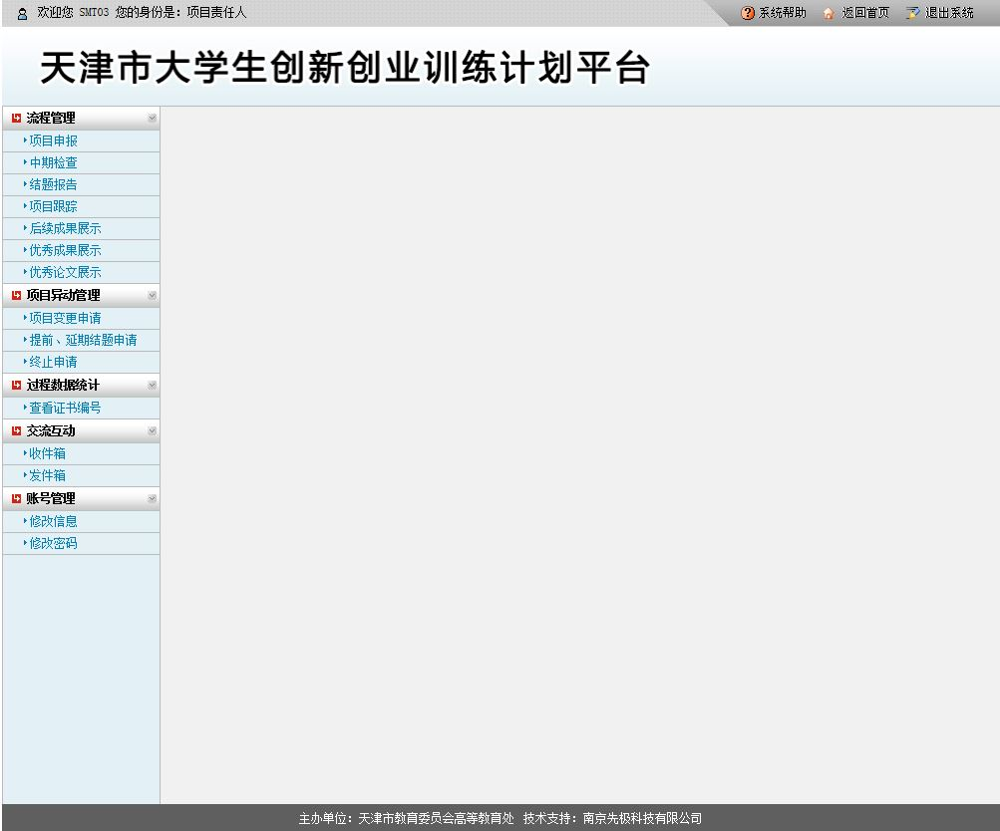 欢迎您 SMT03 您的身份是：项目责任人 系统帮助 返回首页 退出系统
天津市大学生创新创业训练计划平台
流程管理
项目申报
中期检查
结题报告
项目跟踪
后续成果展示
优秀成果展示
优秀论文展示
项目异动管理
项目变更申请
提前、延期结题申请
终止申请
过程数据统计
查看证书编号
交流互动
收件箱
发件箱
账号管理
修改信息
修改密码
主办单位：天津市教育委员会高等教育处 技术支持：南京先极科技有限公司